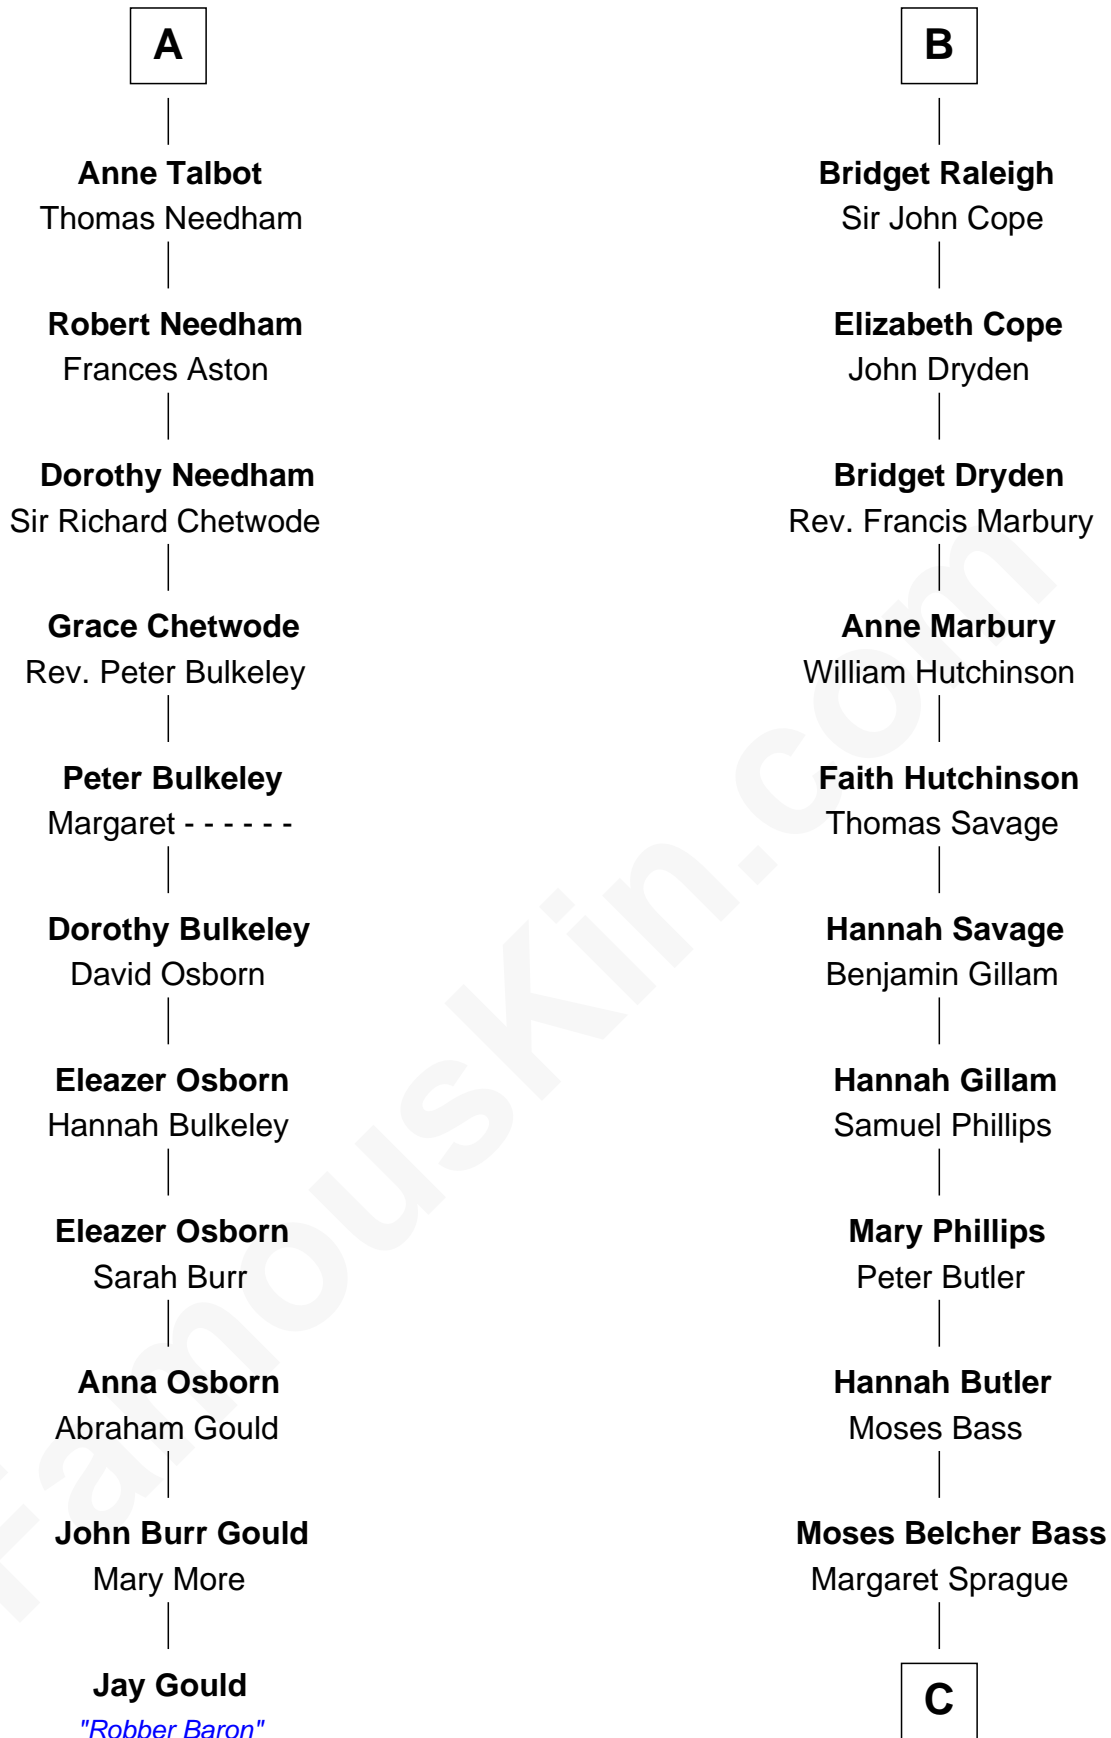 A
Anne Talbot
Thomas Needham
Robert Needham
Frances Aston
Dorothy Needham
Sir Richard Chetwode
Grace Chetwode
Rev. Peter Bulkeley
Peter Bulkeley
Margaret - - - - - -
Dorothy Bulkeley
David Osborn
Eleazer Osborn
Hannah Bulkeley
Eleazer Osborn
Sarah Burr
Anna Osborn
Abraham Gould
John Burr Gould
Mary More
Jay Gould
"Robber Baron"
B
Bridget Raleigh
Sir John Cope
Elizabeth Cope
John Dryden
Bridget Dryden
Rev. Francis Marbury
Anne Marbury
William Hutchinson
Faith Hutchinson
Thomas Savage
Hannah Savage
Benjamin Gillam
Hannah Gillam
Samuel Phillips
Mary Phillips
Peter Butler
Hannah Butler
Moses Bass
Moses Belcher Bass
Margaret Sprague
C
FamousKin.com